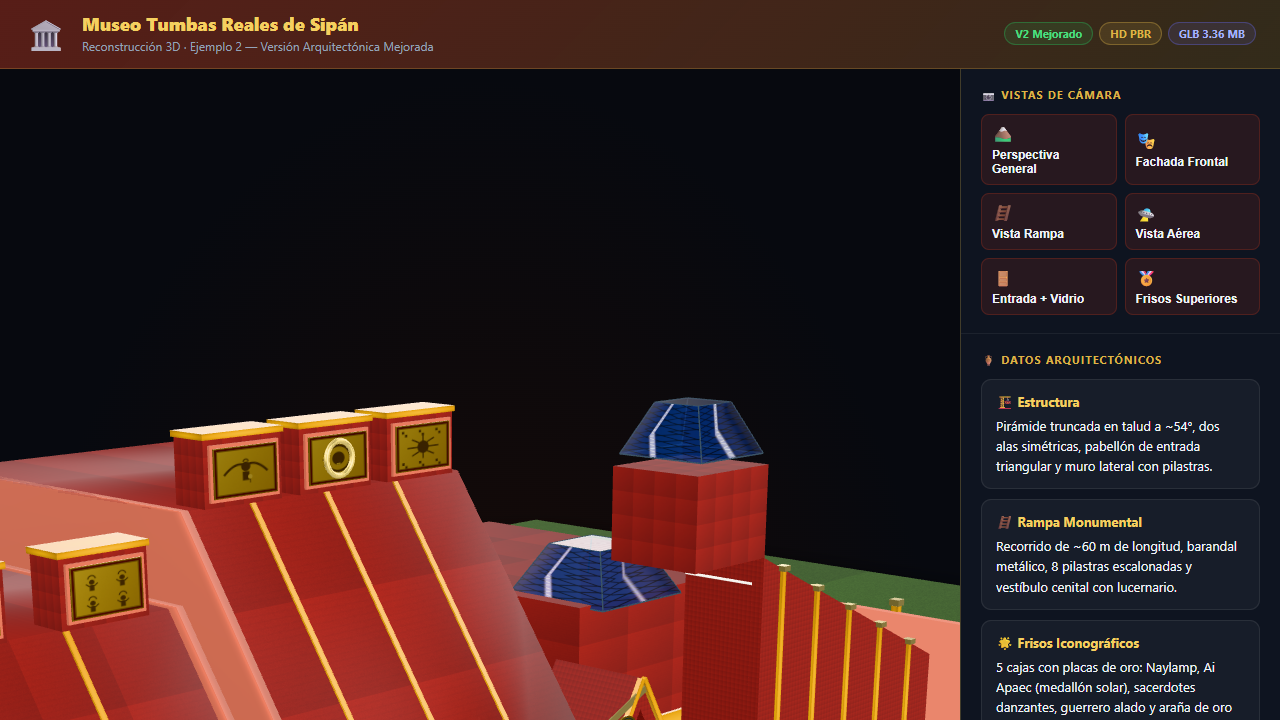 Museo Tumbas Reales de Sipán
Reconstrucción 3D · Ejemplo 2 — Versión Arquitectónica Mejorada
V2 Mejorado
HD PBR
GLB 3.36 MB
VISTAS DE CÁMARA
Perspectiva
General
Fachada Frontal
Vista Rampa
Vista Aérea
Entrada + Vidrio
Frisos Superiores
DATOS ARQUITECTÓNICOS
Estructura
Pirámide truncada en talud a ~54°, dos
alas simétricas, pabellón de entrada
triangular y muro lateral con pilastras.
Rampa Monumental
Recorrido de ~60 m de longitud, barandal
metálico, 8 pilastras escalonadas y
vestíbulo cenital con lucernario.
Frisos Iconográficos
5 cajas con placas de oro: Naylamp, Ai
Apaec (medallón solar), sacerdotes
danzantes, guerrero alado y araña de oro